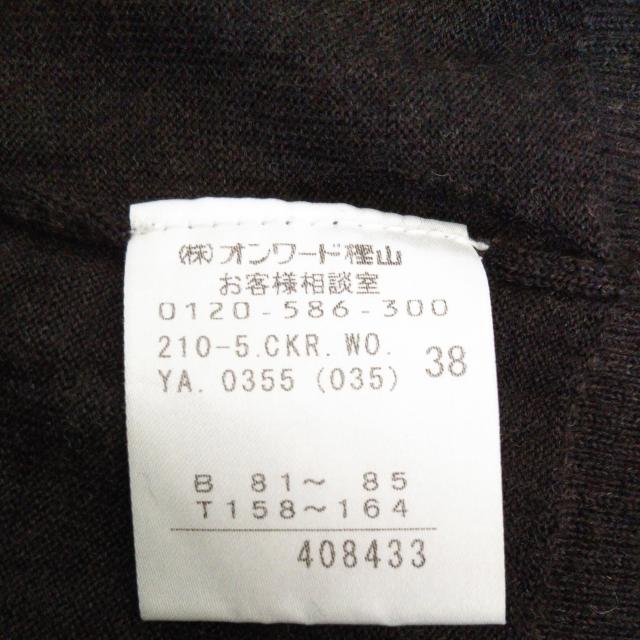 (株)オンワード樫山
お客様相談室
0120-586-300
210-5.CKR.WO. 38
YA. 0355 (035)
B 81～ 85
T158～164
408433